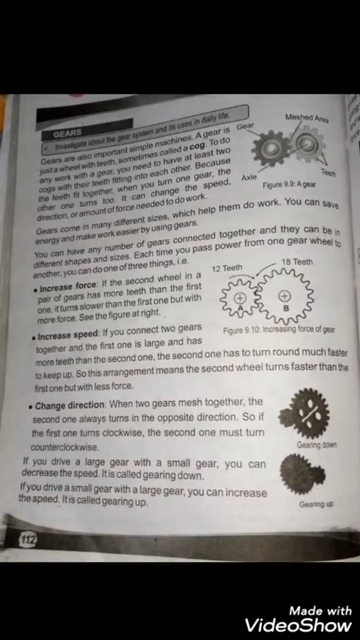 GEARS
✓ Investigate about the gear system and its uses in daily life.
Gears are also important simple machines. A gear is
just a wheel with teeth, sometimes called a cog. To do
any work with a gear, you need to have at least two
cogs with their teeth fitting into each other. Because
the teeth fit together, when you turn one gear, the
other one turns too. It can change the speed,
direction, or amount of force needed to do work.
Meshed Area
Gear
Axle
Teeth
Figure 9.9: A gear
Gears come in many different sizes, which help them do work. You can save
energy and make work easier by using gears.
You can have any number of gears connected together and they can be in
different shapes and sizes. Each time you pass power from one gear wheel to
another, you can do one of three things, i.e.
• Increase force: If the second wheel in a
pair of gears has more teeth than the first
one, it turns slower than the first one but with
more force. See the figure at right.
12 Teeth
18 Teeth
A
B
Figure 9.10: Increasing force of gear
• Increase speed: If you connect two gears
together and the first one is large and has
more teeth than the second one, the second one has to turn round much faster
to keep up. So this arrangement means the second wheel turns faster than the
first one but with less force.
• Change direction: When two gears mesh together, the
second one always turns in the opposite direction. So if
the first one turns clockwise, the second one must turn
counterclockwise.
Gearing down
If you drive a large gear with a small gear, you can
decrease the speed. It is called gearing down.
If you drive a small gear with a large gear, you can increase
the speed. It is called gearing up.
Gearing up
112
Made with
VideoShow